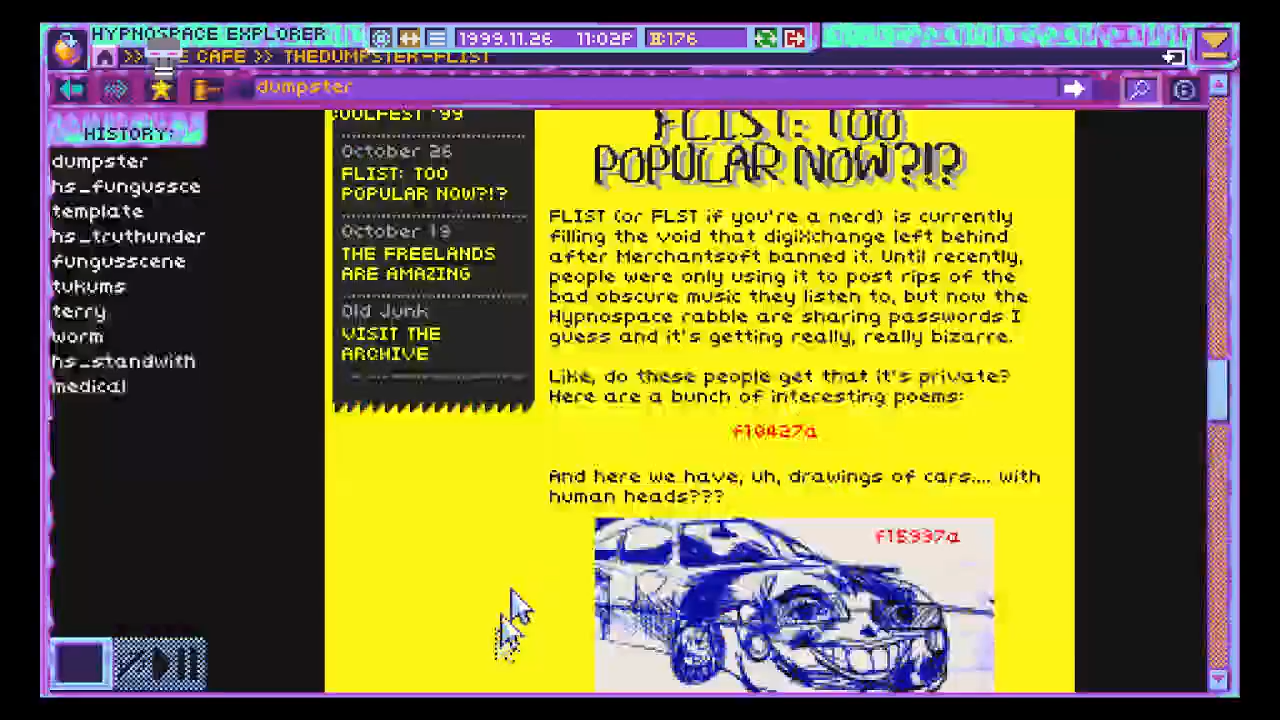 HYPNOSPACE EXPLORER
1999.11.26 11:02P
176
>> CAFE >> THEDUMPSTER-FLIST
dumpster
HISTORY:
dumpster
hs_fungussce
template
hs_truthunder
fungusscene
tukums
terry
worm
hs_standwith
medical
October 26
FLIST: TOO
POPULAR NOW?!?
October 19
THE FREELANDS
ARE AMAZING
Old Junk
VISIT THE
ARCHIVE
FLIST: TOO
POPULAR NOW?!?
FLIST (or FLST if you're a nerd) is currently
filling the void that digiXchange left behind
after Merchantsoft banned it. Until recently,
people were only using it to post rips of the
bad obscure music they listen to, but now the
Hypnospace rabble are sharing passwords I
guess and it's getting really, really bizarre.
Like, do these people get that it's private?
Here are a bunch of interesting poems:
f10427a
And here we have, uh, drawings of cars.... with
human heads???
f15937a